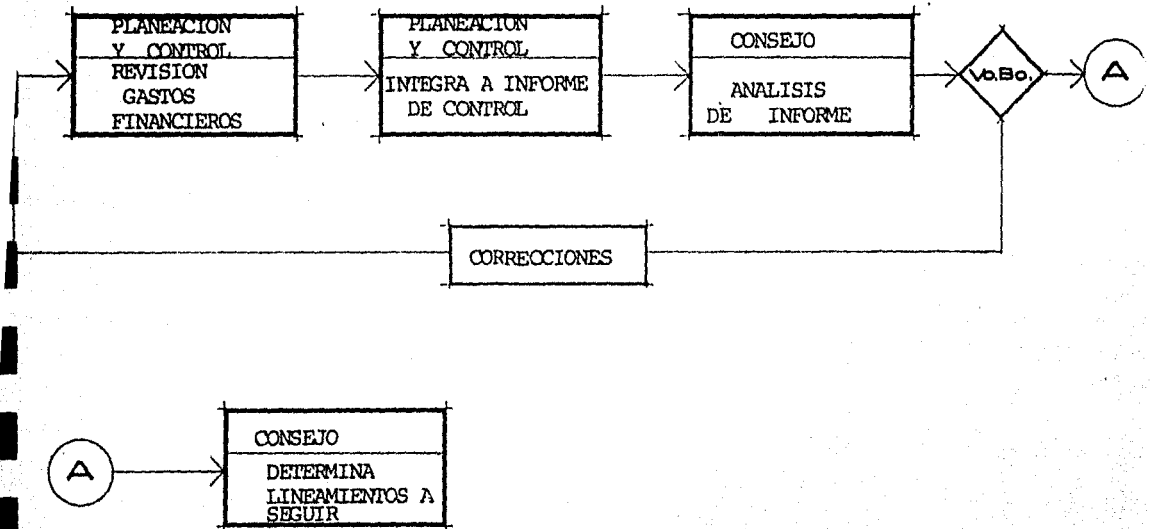 PLANEACION
Y CONTROL
REVISION
GASTOS
FINANCIEROS
PLANEACION
Y CONTROL
INTEGRA A INFORME
DE CONTROL
CONSEJO
ANALISIS
DE INFORME
Vo.Bo.
A
CORRECCIONES
A
CONSEJO
DETERMINA
LINEAMIENTOS A
SEGUIR